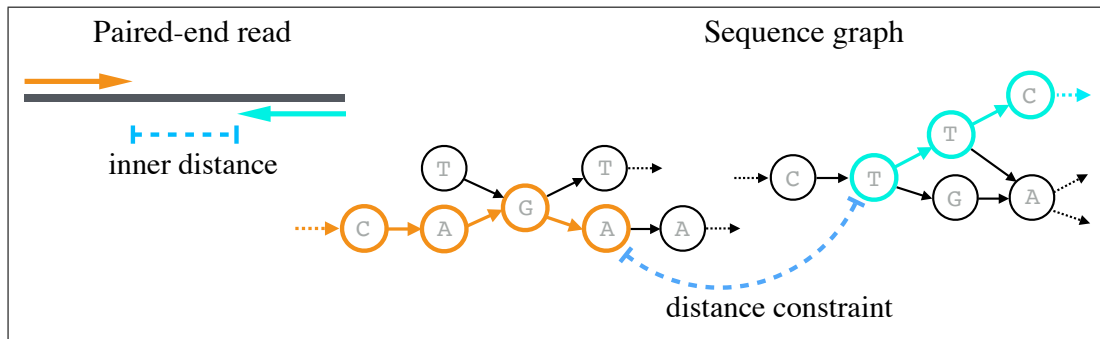 Paired-end read
Sequence graph
inner distance
C
T
T
C
T
T
G
A
G
C
A
A
A
distance constraint